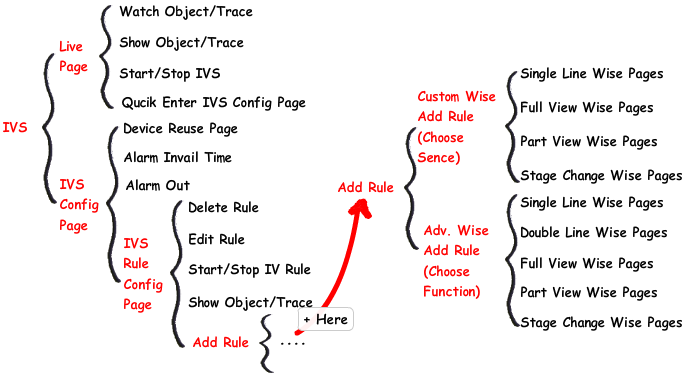 IVS
Live
Page
Watch Object/Trace
Show Object/Trace
Start/Stop IVS
Qucik Enter IVS Config Page
IVS
Config
Page
Device Reuse Page
Alarm Invail Time
Alarm Out
IVS
Rule
Config
Page
Delete Rule
Edit Rule
Start/Stop IV Rule
Show Object/Trace
Add Rule
....
+ Here
Add Rule
Custom Wise
Add Rule
(Choose
Sence)
Single Line Wise Pages
Full View Wise Pages
Part View Wise Pages
Stage Change Wise Pages
Adv. Wise
Add Rule
(Choose
Function)
Single Line Wise Pages
Double Line Wise Pages
Full View Wise Pages
Part View Wise Pages
Stage Change Wise Pages